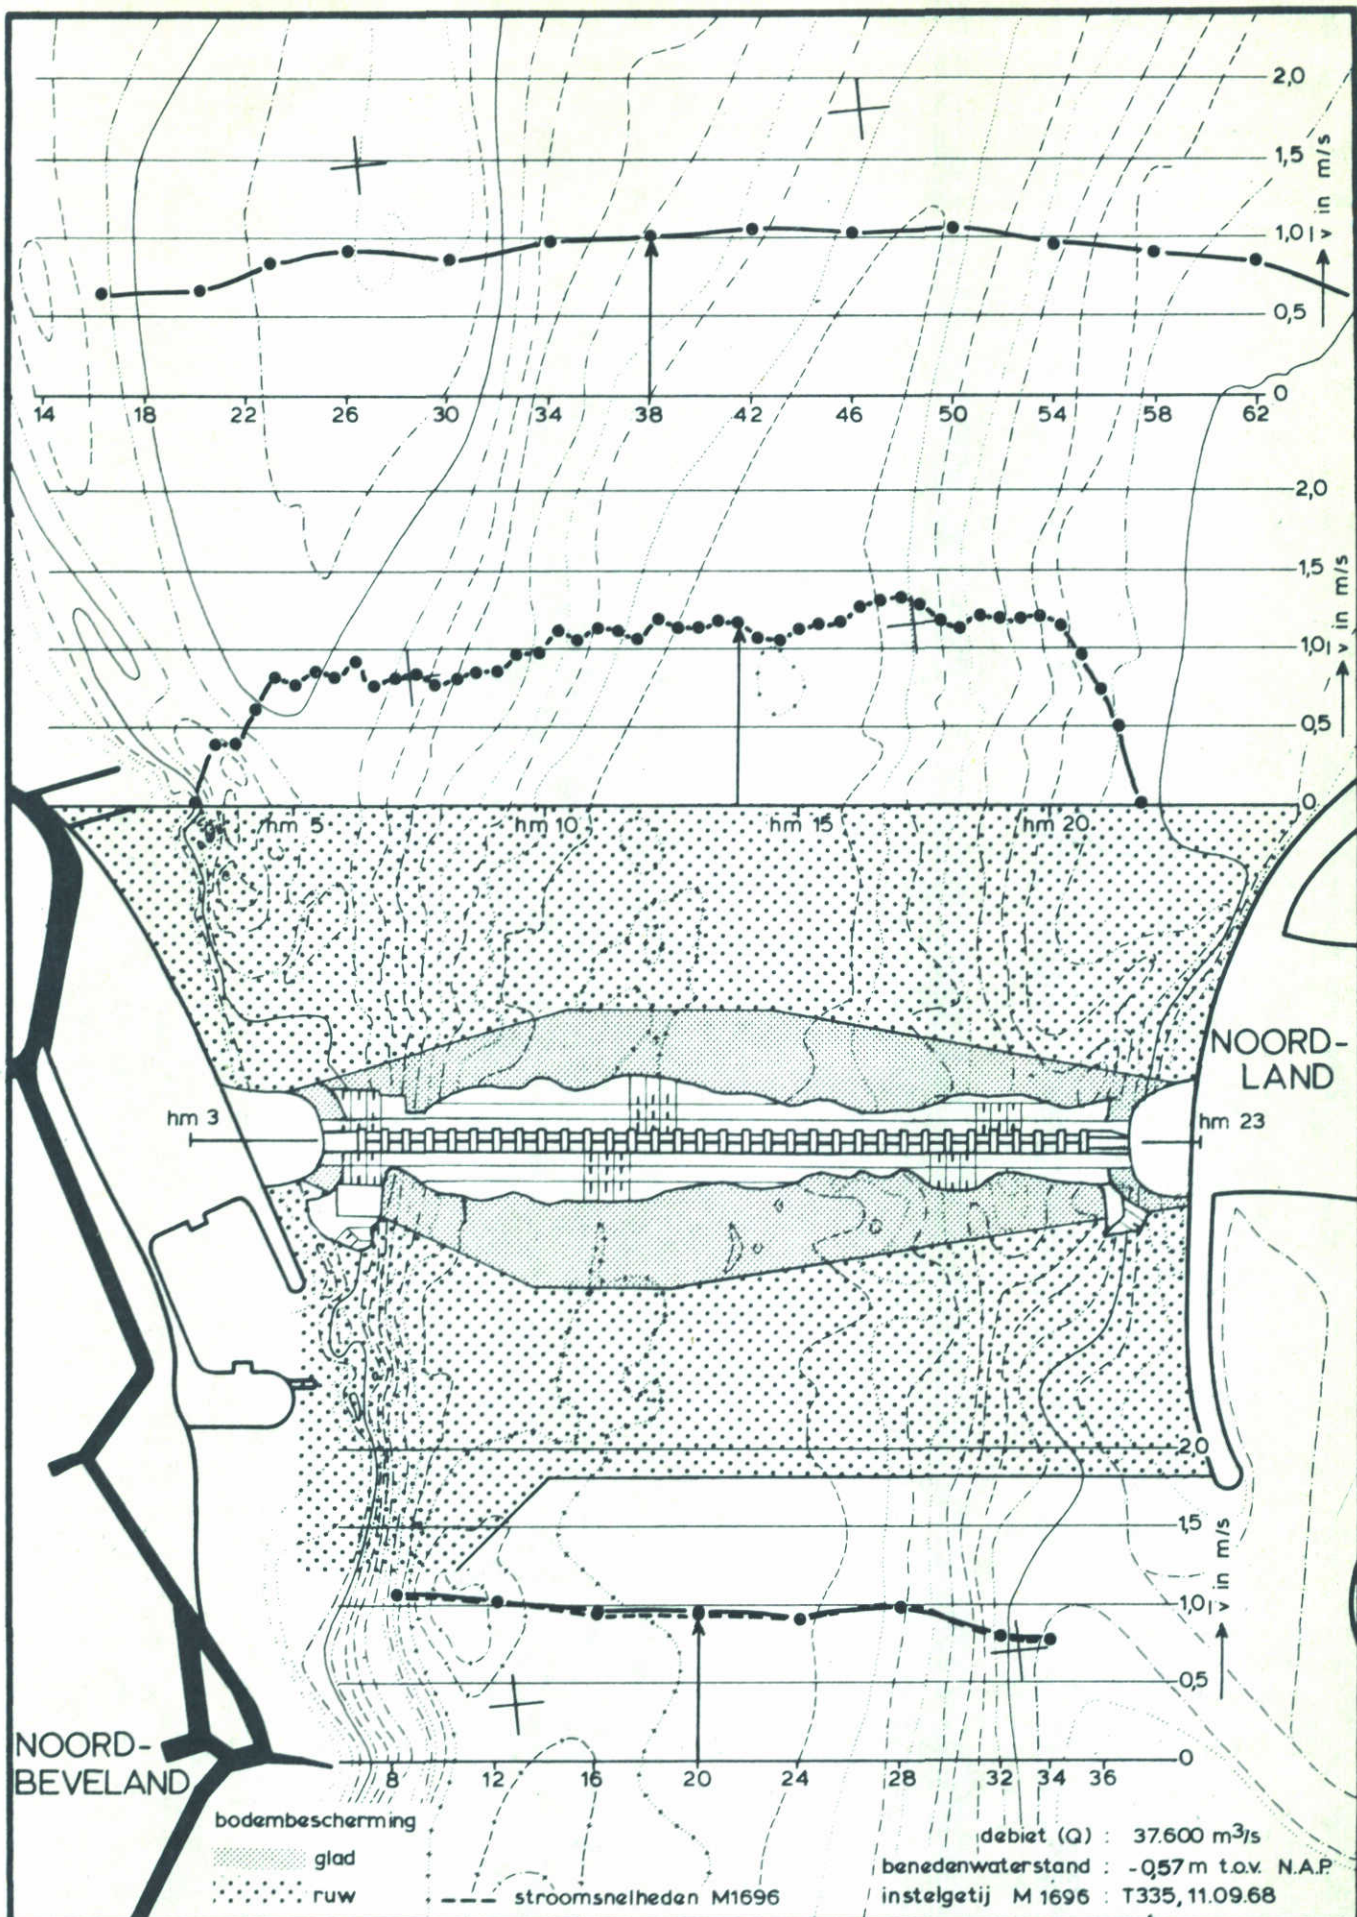 2,0
1,5
1,0
0,5
0
v in m/s
14 18 22 26 30 34 38 42 46 50 54 58 62
2,0
1,5
1,0
0,5
0
v in m/s
hm 5 hm 10 hm 15 hm 20
NOORD-
LAND
hm 3
hm 23
2,0
1,5
1,0
0,5
0
v in m/s
8 12 16 20 24 28 32 34 36
NOORD-
BEVELAND
bodembescherming
glad
ruw
stroomsnelheden M1696
debiet (Q) : 37.600 m³/s
benedenwaterstand : -0,57 m t.o.v. N.A.P.
instelgetij M 1696 : T335, 11.09.68